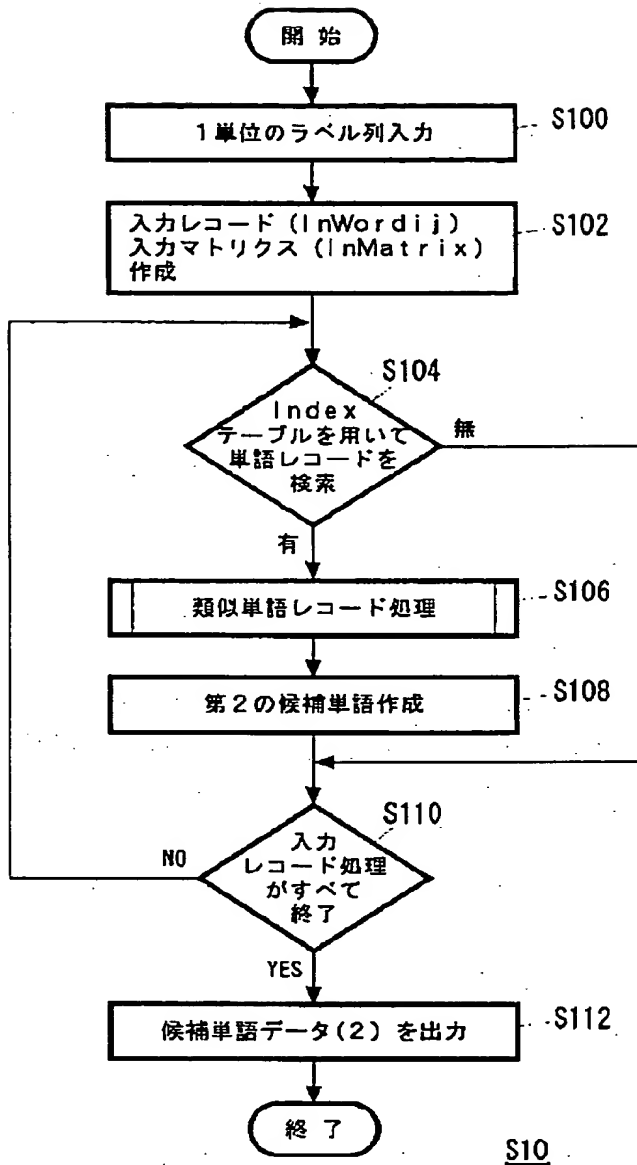 開 始
1単位のラベル列入力
S100
入力レコード (InWordij)
入力マトリクス (InMatrix)
作成
S102
S104
Index
テーブルを用いて
単語レコードを
検索
無
有
類似単語レコード処理
S106
第2の候補単語作成
S108
S110
入力
レコード処理
がすべて
終了
NO
YES
候補単語データ(2) を出力
S112
終 了
S10